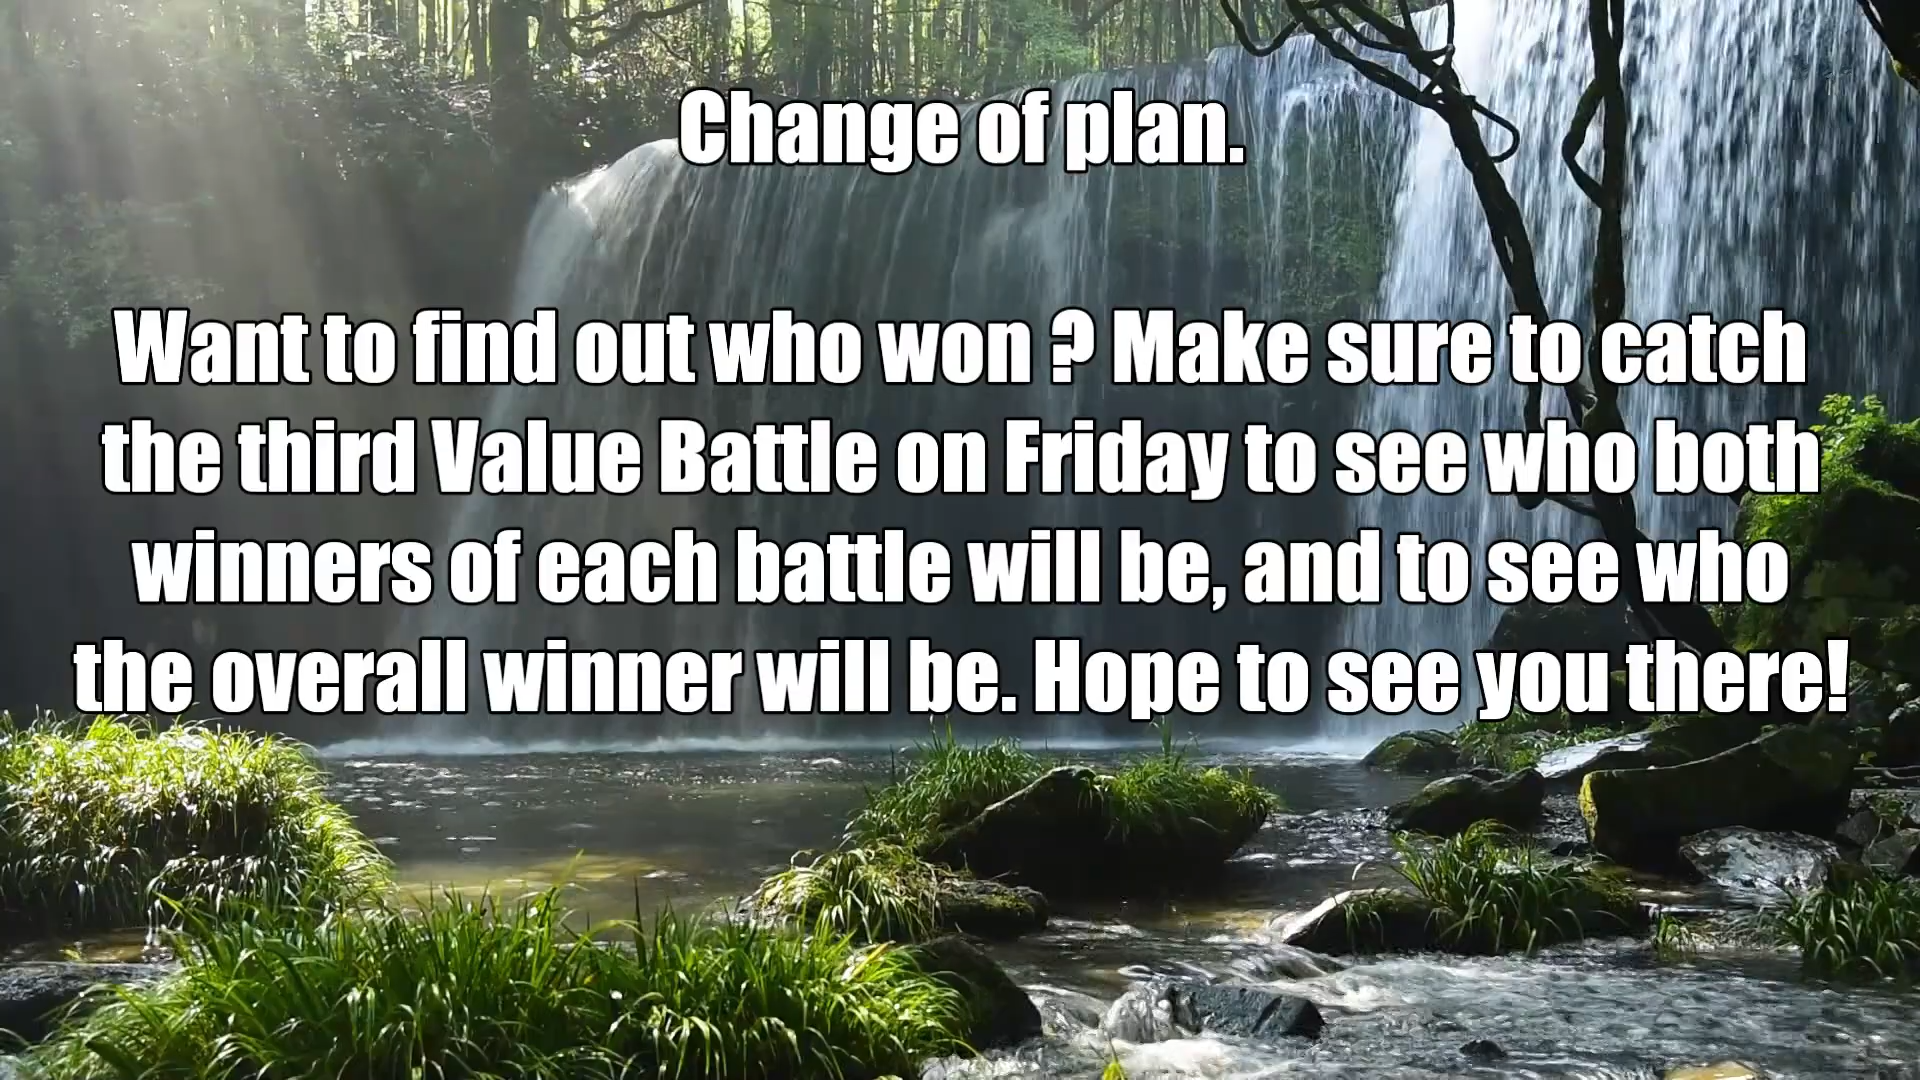 Change of plan.
Want to find out who won ? Make sure to catch
the third Value Battle on Friday to see who both
winners of each battle will be, and to see who
the overall winner will be. Hope to see you there!